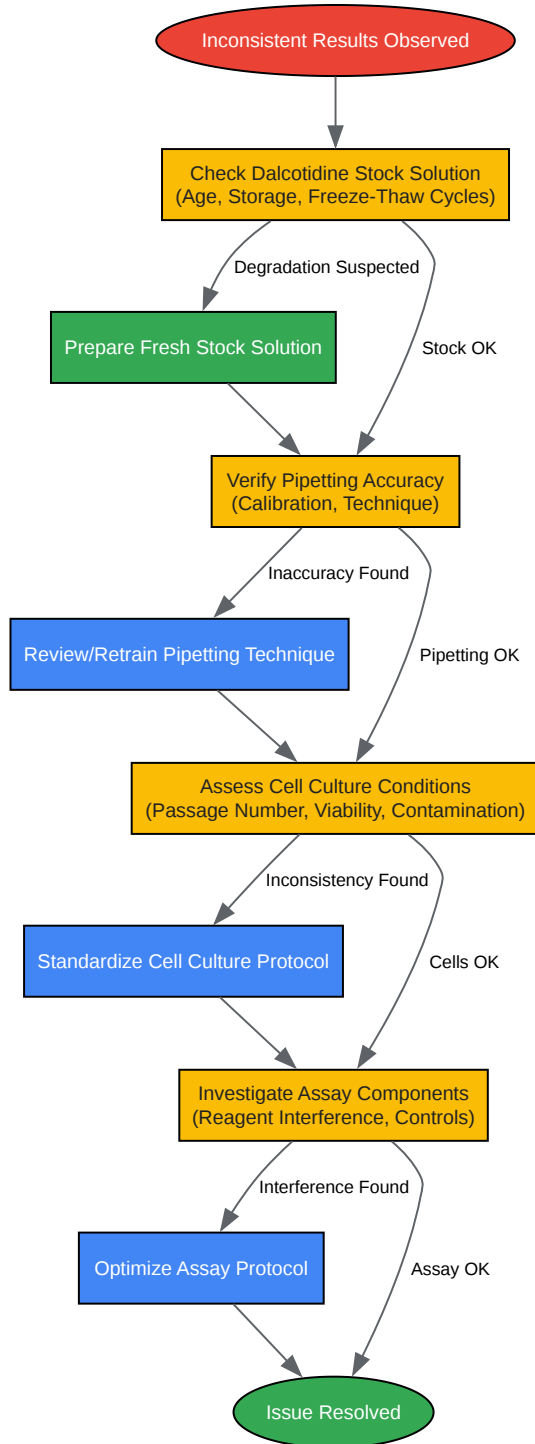 Inconsistent Results Observed
Check Dalcotidine Stock Solution
(Age, Storage, Freeze-Thaw Cycles)
Degradation Suspected
Prepare Fresh Stock Solution
Stock OK
Verify Pipetting Accuracy
(Calibration, Technique)
Inaccuracy Found
Review/Retrain Pipetting Technique
Pipetting OK
Assess Cell Culture Conditions
(Passage Number, Viability, Contamination)
Inconsistency Found
Standardize Cell Culture Protocol
Cells OK
Investigate Assay Components
(Reagent Interference, Controls)
Interference Found
Optimize Assay Protocol
Assay OK
Issue Resolved